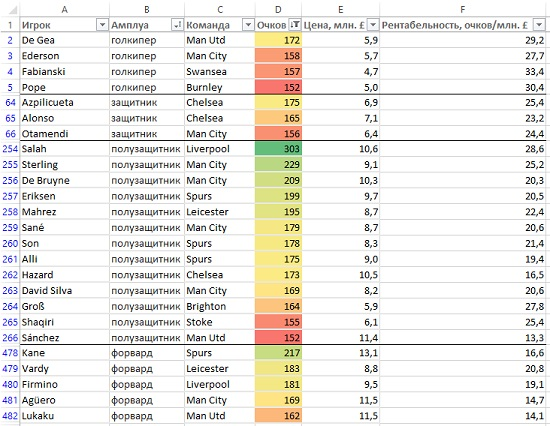 A B C D E F
1 Игрок Амплуа Команда Очков Цена, млн. £ Рентабельность, очков/млн. £
2 De Gea голкипер Man Utd 172 5,9 29,2
3 Ederson голкипер Man City 158 5,7 27,7
4 Fabianski голкипер Swansea 157 4,7 33,4
5 Pope голкипер Burnley 152 5,0 30,4
64 Azpilicueta защитник Chelsea 175 6,9 25,4
65 Alonso защитник Chelsea 165 7,1 23,2
66 Otamendi защитник Man City 156 6,4 24,4
254 Salah полузащитник Liverpool 303 10,6 28,6
255 Sterling полузащитник Man City 229 9,1 25,2
256 De Bruyne полузащитник Man City 209 10,3 20,3
257 Eriksen полузащитник Spurs 199 9,7 20,5
258 Mahrez полузащитник Leicester 195 8,7 22,4
259 Sané полузащитник Man City 179 8,7 20,6
260 Son полузащитник Spurs 178 8,3 21,4
261 Alli полузащитник Spurs 175 9,0 19,4
262 Hazard полузащитник Chelsea 173 10,5 16,5
263 David Silva полузащитник Man City 169 8,2 20,6
264 Groß полузащитник Brighton 164 5,9 27,8
265 Shaqiri полузащитник Stoke 155 6,1 25,4
266 Sánchez полузащитник Man Utd 152 11,4 13,3
478 Kane форвард Spurs 217 13,1 16,6
479 Vardy форвард Leicester 183 8,8 20,8
480 Firmino форвард Liverpool 181 9,5 19,1
481 Agüero форвард Man City 169 11,5 14,7
482 Lukaku форвард Man Utd 162 11,5 14,1